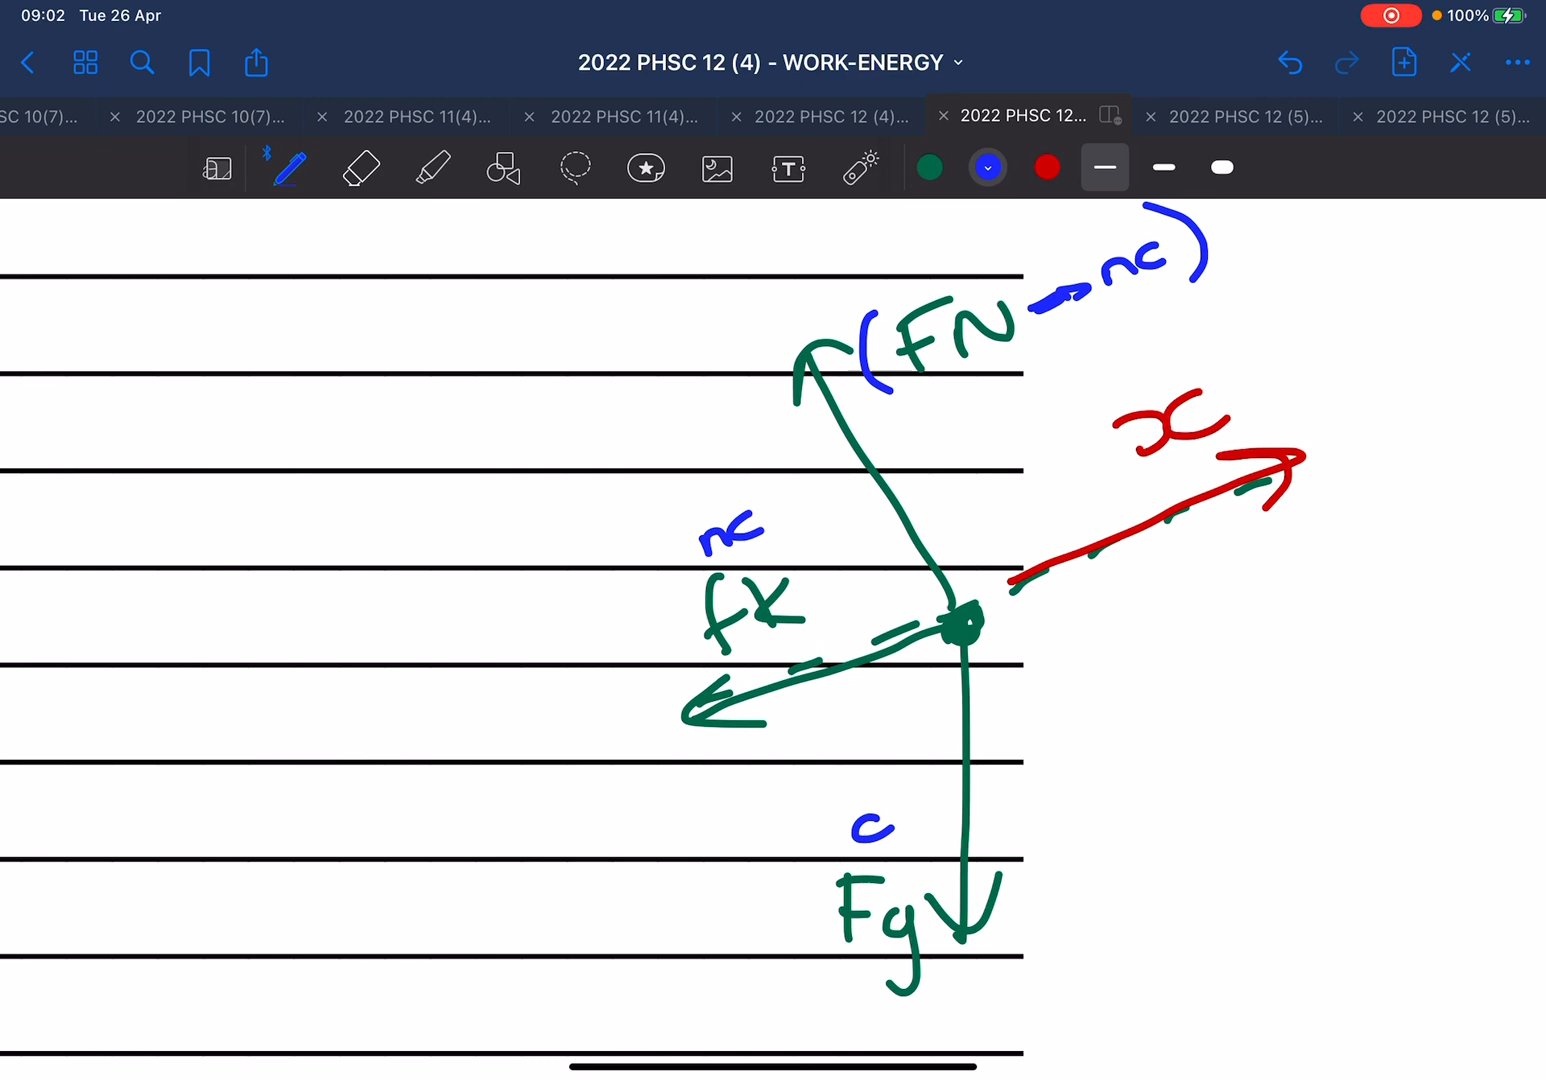 09:02 Tue 26 Apr
100%
2022 PHSC 12 (4) - WORK-ENERGY
SC 10(7)... 2022 PHSC 10(7)... 2022 PHSC 11(4)... 2022 PHSC 11(4)... 2022 PHSC 12 (4)... 2022 PHSC 12... 2022 PHSC 12 (5)... 2022 PHSC 12 (5)...
T
(FN → nc)
x
nc
fk
c
Fg